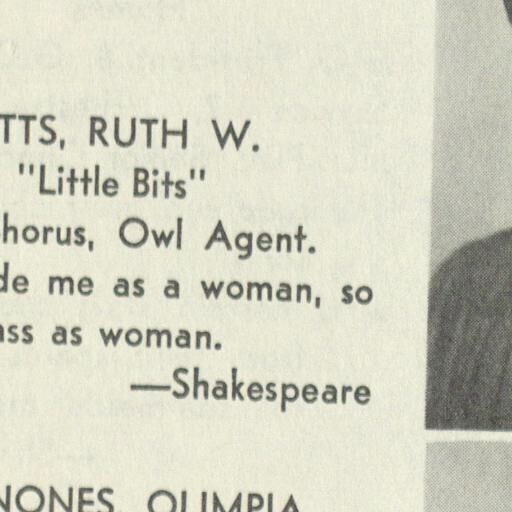 TTS, RUTH W.
"Little Bits"
horus, Owl Agent.
de me as a woman, so
ass as woman.
—Shakespeare
NONES, OLIMPIA